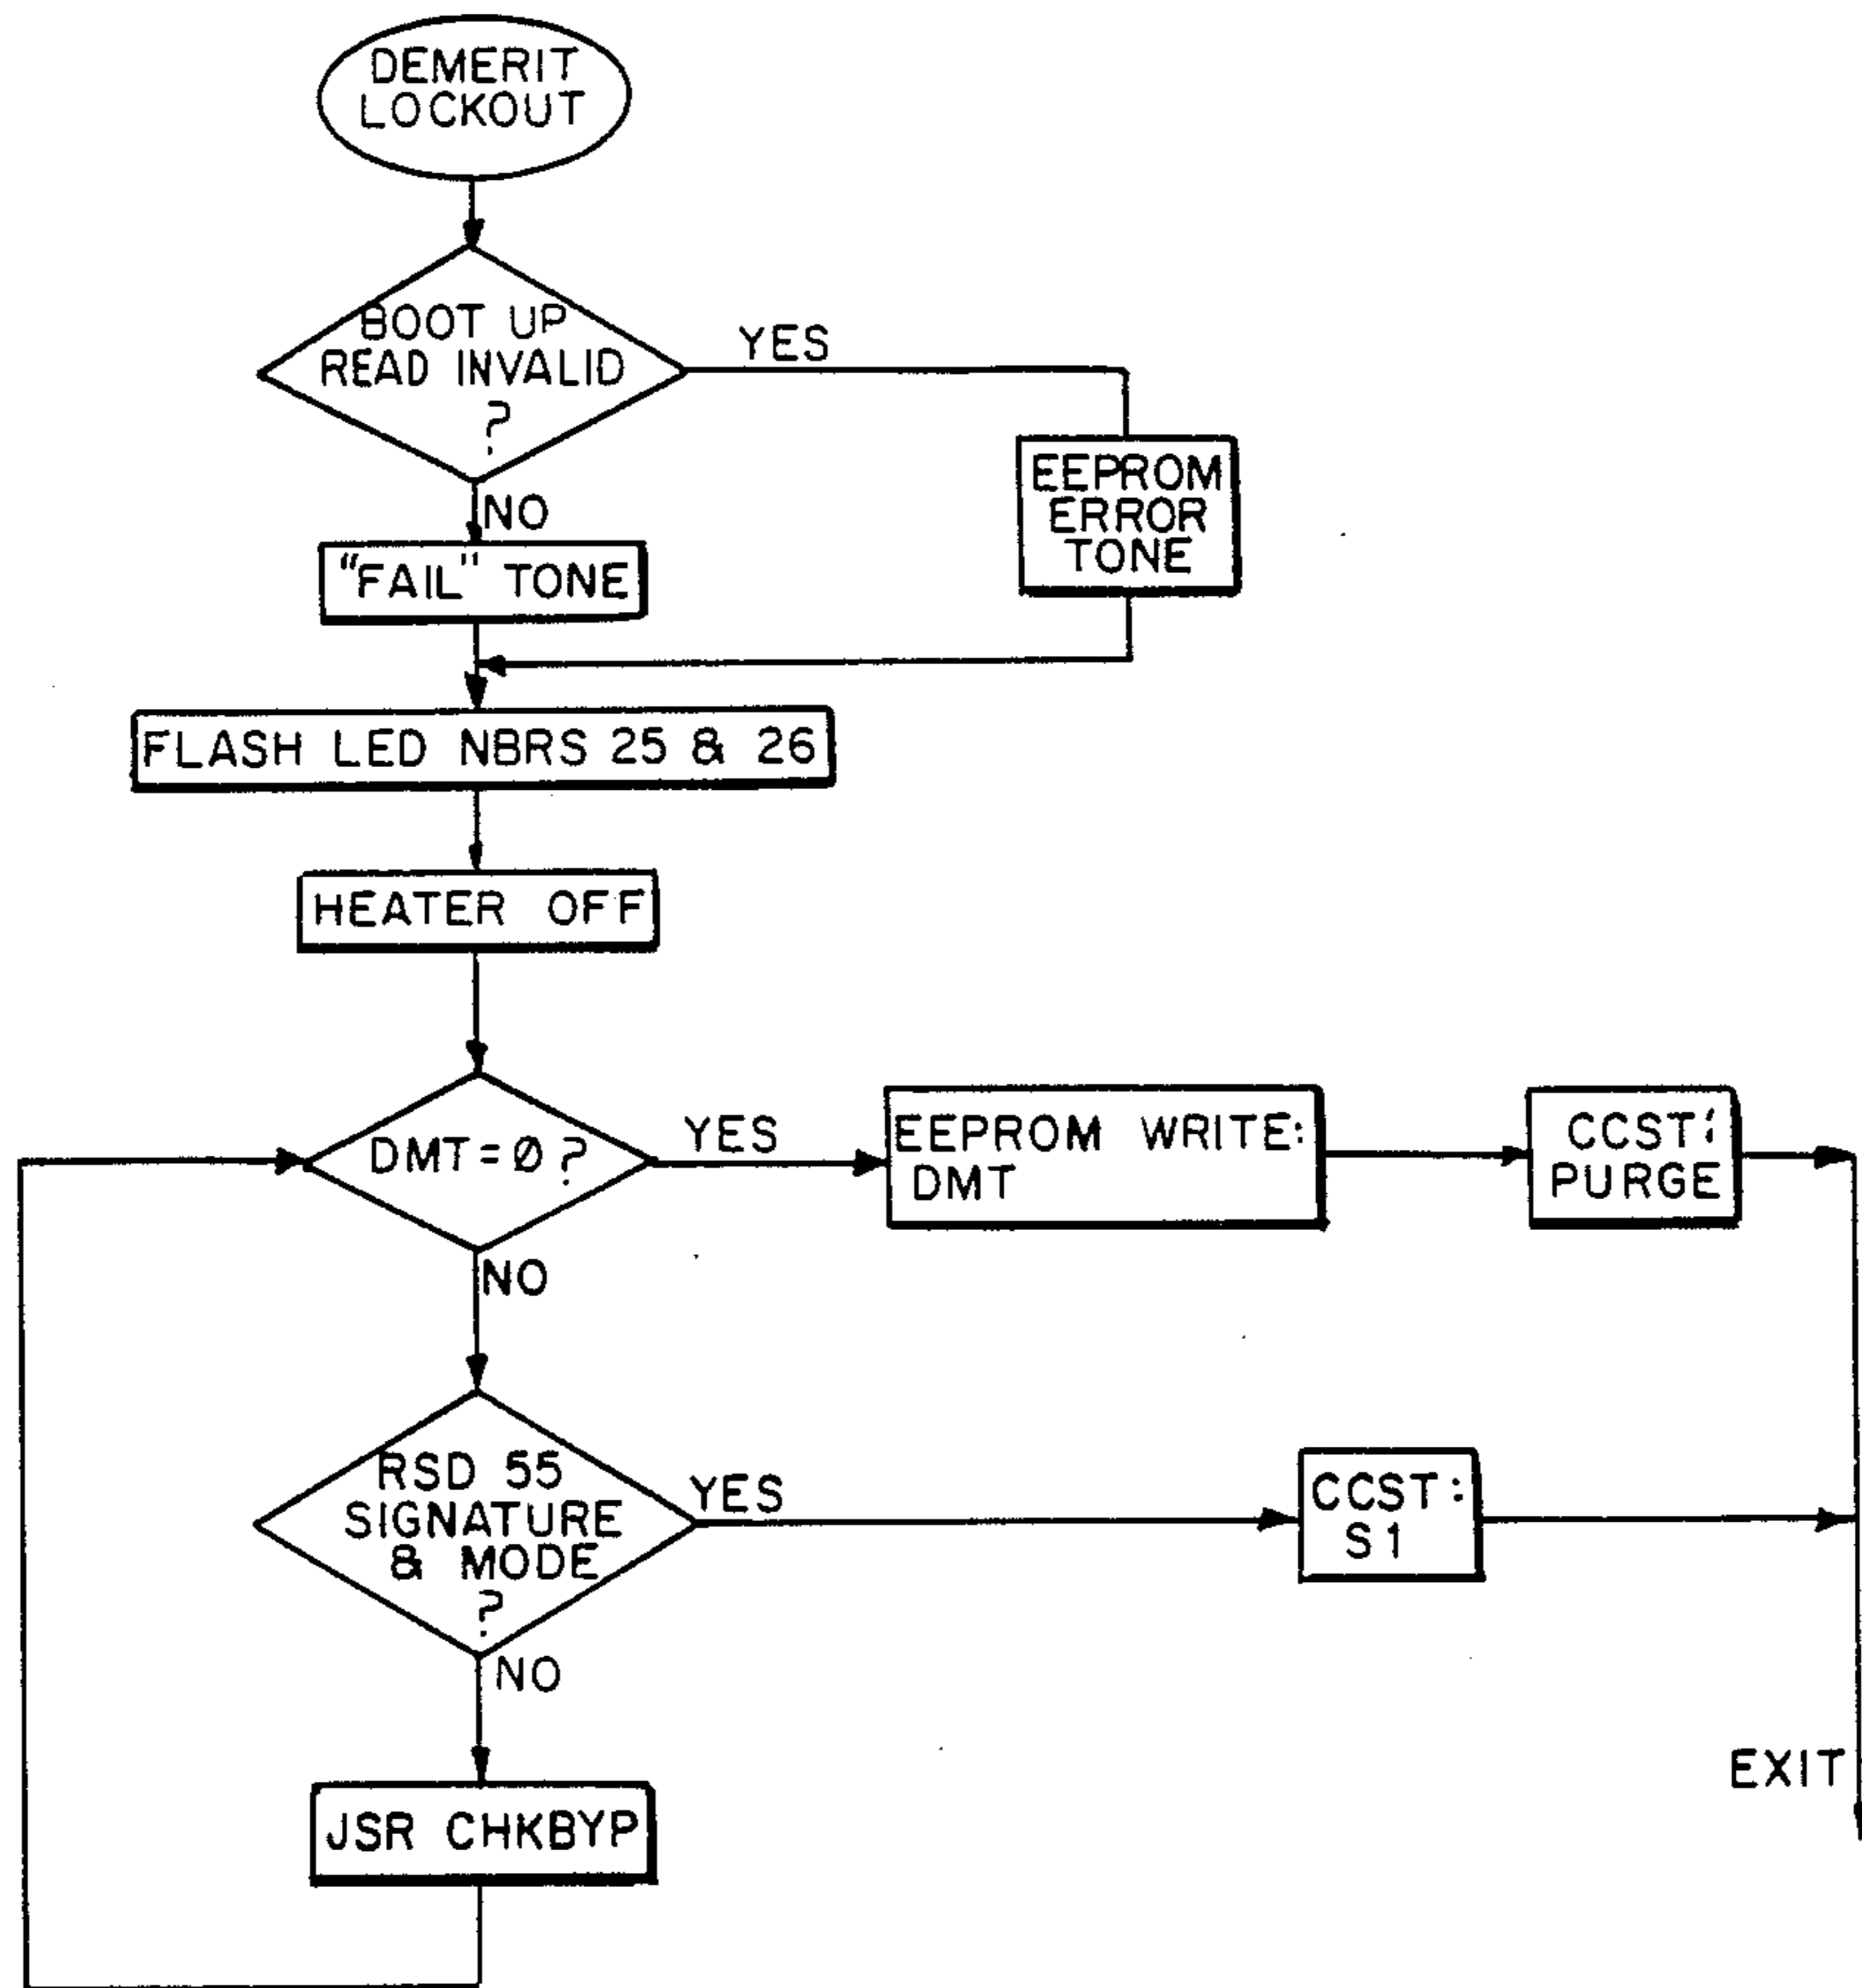 DEMERIT
LOCKOUT
BOOT UP
READ INVALID
?
YES
NO
EEPROM
ERROR
TONE
"FAIL" TONE
FLASH LED NBRS 25 & 26
HEATER OFF
DMT=Ø?
YES
EEPROM WRITE:
DMT
CCST:
PURGE
NO
RSD 55
SIGNATURE
& MODE
?
YES
CCST:
S1
NO
EXIT
JSR CHKBYP